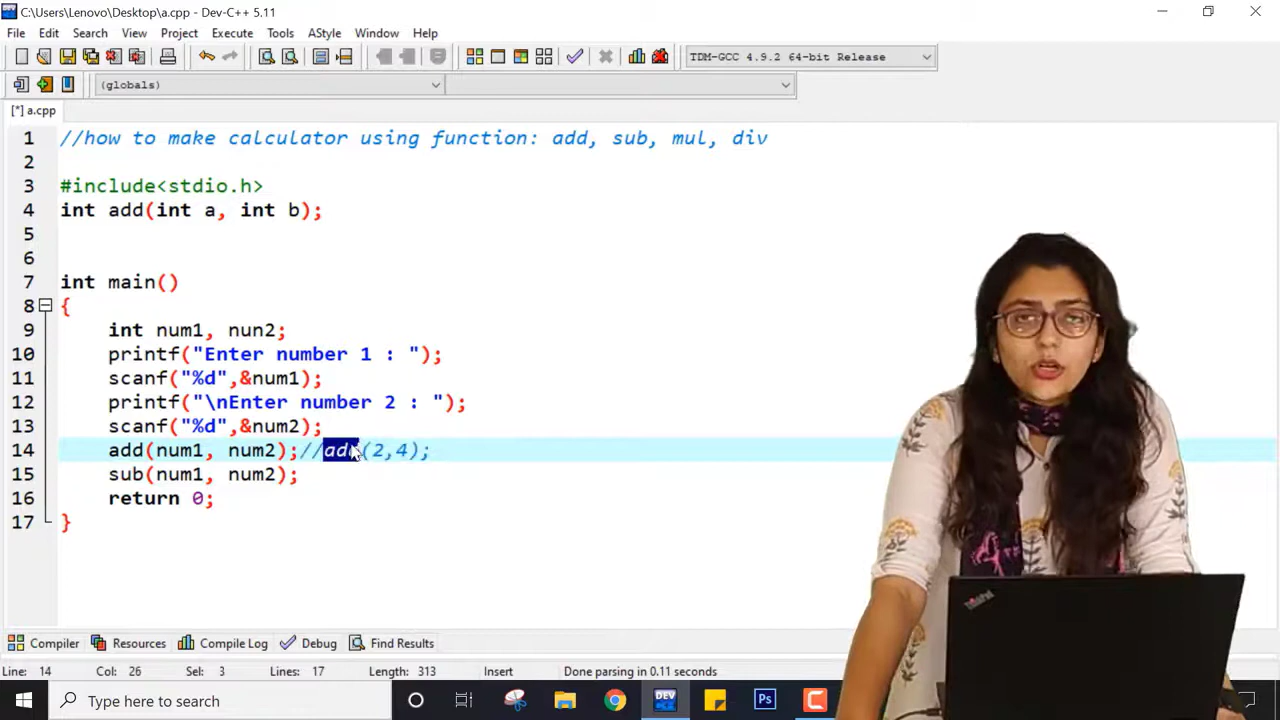 C:\Users\Lenovo\Desktop\a.cpp - Dev-C++ 5.11
File Edit Search View Project Execute Tools AStyle Window Help
TDM-GCC 4.9.2 64-bit Release
(globals)
[*] a.cpp
1 //how to make calculator using function: add, sub, mul, div
2
3 #include<stdio.h>
4 int add(int a, int b);
5
6
7 int main()
8 {
9 int num1, nun2;
10 printf("Enter number 1 : ");
11 scanf("%d",&num1);
12 printf("\nEnter number 2 : ");
13 scanf("%d",&num2);
14 add(num1, num2);//add(2,4);
15 sub(num1, num2);
16 return 0;
17 }
Compiler Resources Compile Log Debug Find Results
Line: 14 Col: 26 Sel: 3 Lines: 17 Length: 313 Insert Done parsing in 0.11 seconds
Type here to search
DEV
Ps
ThinkPad